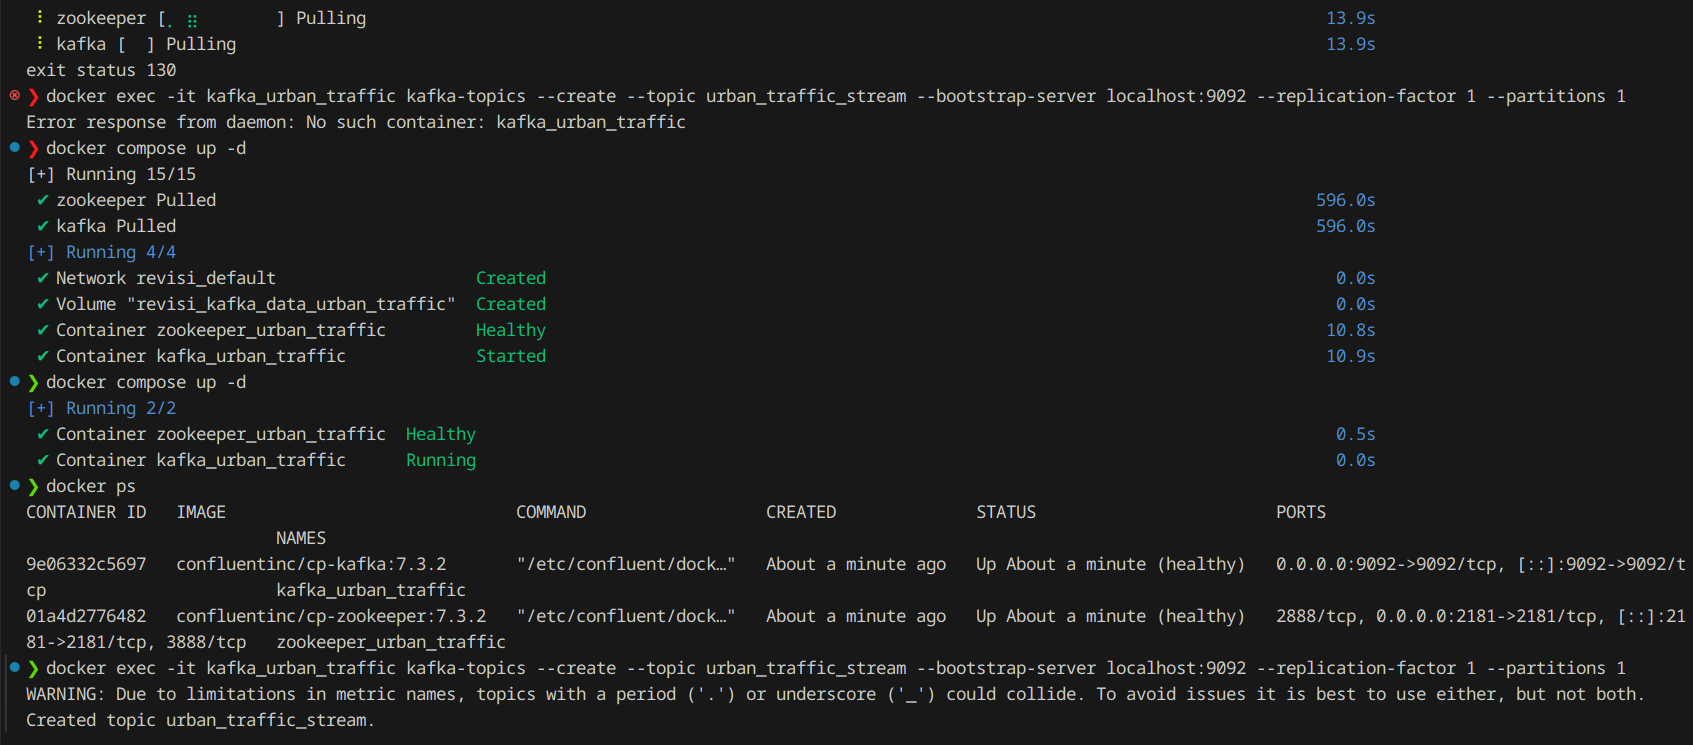 zookeeper [. ⣶ ] Pulling 13.9s
kafka [ ] Pulling 13.9s
exit status 130
❯ docker exec -it kafka_urban_traffic kafka-topics --create --topic urban_traffic_stream --bootstrap-server localhost:9092 --replication-factor 1 --partitions 1
Error response from daemon: No such container: kafka_urban_traffic
❯ docker compose up -d
[+] Running 15/15
✔ zookeeper Pulled 596.0s
✔ kafka Pulled 596.0s
[+] Running 4/4
✔ Network revisi_default Created 0.0s
✔ Volume "revisi_kafka_data_urban_traffic" Created 0.0s
✔ Container zookeeper_urban_traffic Healthy 10.8s
✔ Container kafka_urban_traffic Started 10.9s
❯ docker compose up -d
[+] Running 2/2
✔ Container zookeeper_urban_traffic Healthy 0.5s
✔ Container kafka_urban_traffic Running 0.0s
❯ docker ps
CONTAINER ID IMAGE COMMAND CREATED STATUS PORTS
NAMES
9e06332c5697 confluentinc/cp-kafka:7.3.2 "/etc/confluent/dock…" About a minute ago Up About a minute (healthy) 0.0.0.0:9092->9092/tcp, [::]:9092->9092/t
cp kafka_urban_traffic
01a4d2776482 confluentinc/cp-zookeeper:7.3.2 "/etc/confluent/dock…" About a minute ago Up About a minute (healthy) 2888/tcp, 0.0.0.0:2181->2181/tcp, [::]:21
81->2181/tcp, 3888/tcp zookeeper_urban_traffic
❯ docker exec -it kafka_urban_traffic kafka-topics --create --topic urban_traffic_stream --bootstrap-server localhost:9092 --replication-factor 1 --partitions 1
WARNING: Due to limitations in metric names, topics with a period ('.') or underscore ('_') could collide. To avoid issues it is best to use either, but not both.
Created topic urban_traffic_stream.